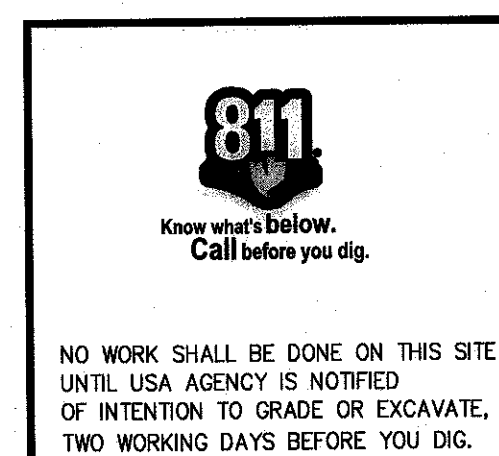 811.
Know what's below.
Call before you dig.
NO WORK SHALL BE DONE ON THIS SITE
UNTIL USA AGENCY IS NOTIFIED
OF INTENTION TO GRADE OR EXCAVATE,
TWO WORKING DAYS BEFORE YOU DIG.